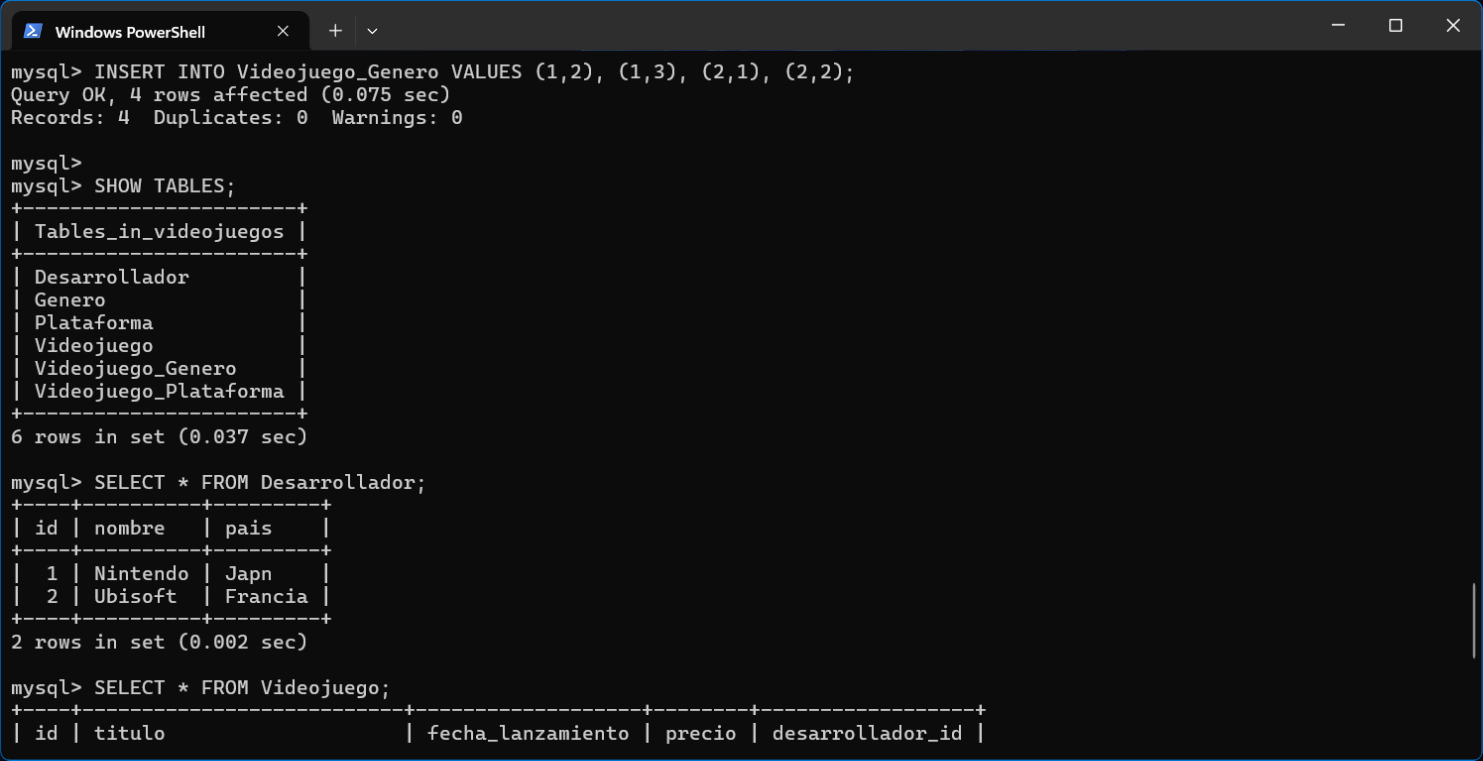 Windows PowerShell
mysql> INSERT INTO Videojuego_Genero VALUES (1,2), (1,3), (2,1), (2,2);
Query OK, 4 rows affected (0.075 sec)
Records: 4  Duplicates: 0  Warnings: 0
mysql>
mysql> SHOW TABLES;
+-----------------------+
| Tables_in_videojuegos |
+-----------------------+
| Desarrollador         |
| Genero                |
| Plataforma            |
| Videojuego            |
| Videojuego_Genero     |
| Videojuego_Plataforma |
+-----------------------+
6 rows in set (0.037 sec)
mysql> SELECT * FROM Desarrollador;
+----+----------+---------+
| id | nombre   | pais    |
+----+----------+---------+
|  1 | Nintendo | Japn    |
|  2 | Ubisoft  | Francia |
+----+----------+---------+
2 rows in set (0.002 sec)
mysql> SELECT * FROM Videojuego;
+----+---------------------------+-------------------+--------+------------------+
| id | titulo                    | fecha_lanzamiento | precio | desarrollador_id |